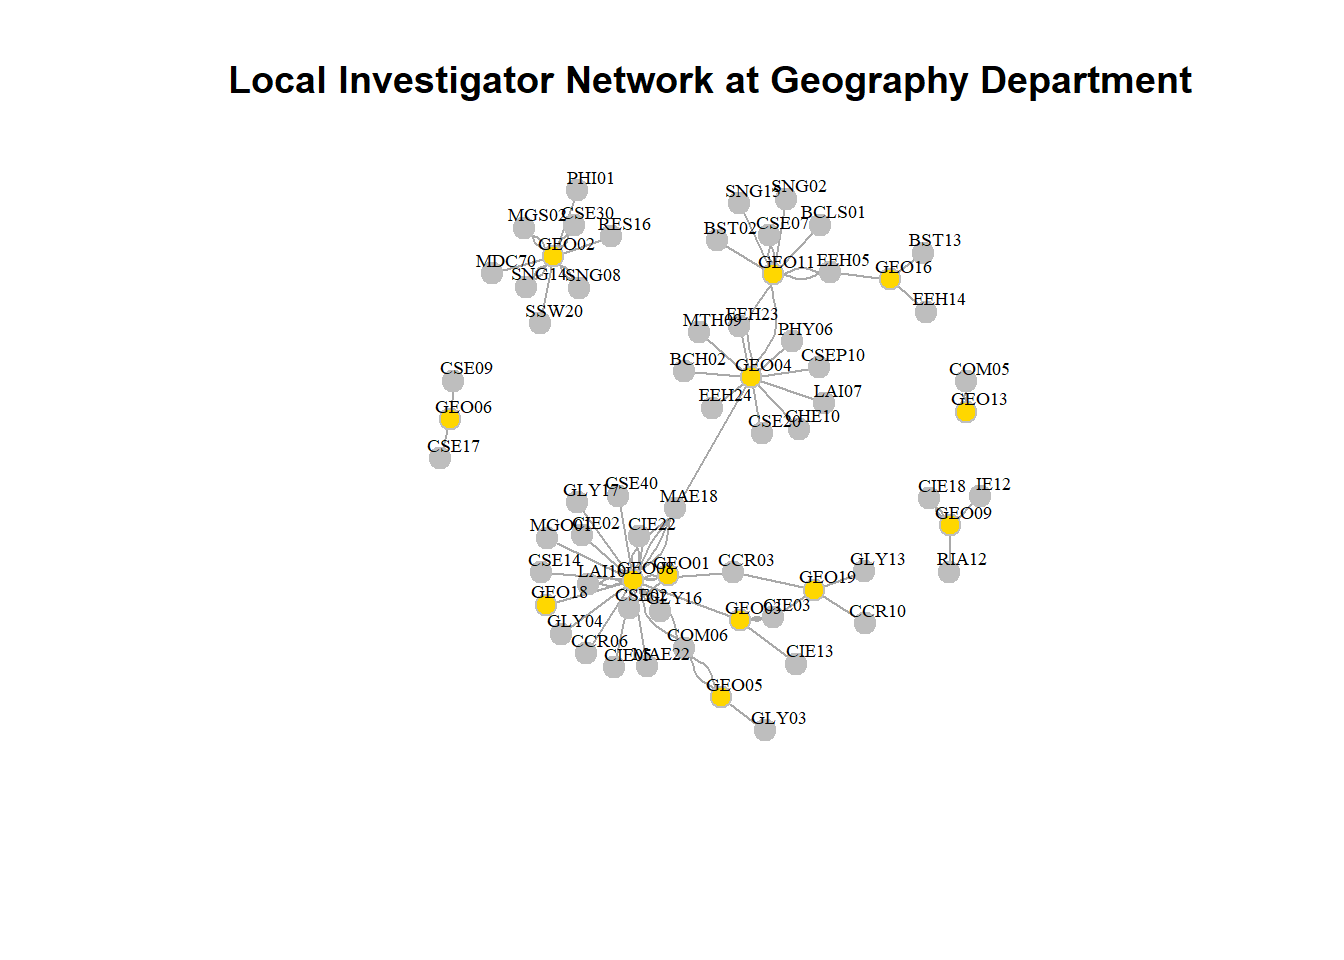 Local Investigator Network at Geography Department
PHI01
MGS02
CSE30
RES16
GEO02
MDC70
SNG14
SNG08
SSW20
SNG15
SNG02
BCLS01
BST02
CSE07
GEO11
EEH05
BST13
GEO16
EEH14
EEH23
MTH09
PHY06
BCH02
GEO04
CSEP10
EEH24
LAI07
CSE20
CHE10
CSE09
GEO06
CSE17
COM05
GEO13
CIE18
IE12
GEO09
RIA12
GLY17
CSE40
MAE18
MGO01
CIE02
CIE22
CSE14
LAI10
GEO08
GEO01
CCR03
GEO19
GLY13
GEO18
CSE02
GLY16
GEO03
CIE03
CCR10
GLY04
CCR06
CIE05
MAE22
COM06
CIE13
GEO05
GLY03